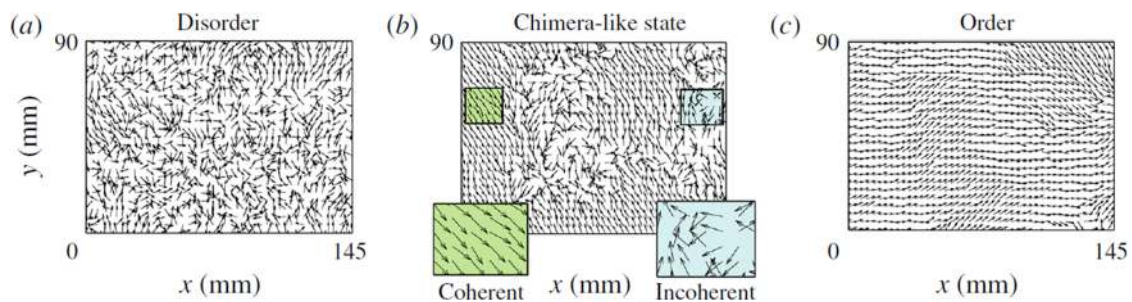 (a) Disorder
(b) Chimera-like state
(c) Order
90
90
90
y (mm)
0
145
0
145
x (mm)
x (mm)
x (mm)
Coherent
Incoherent